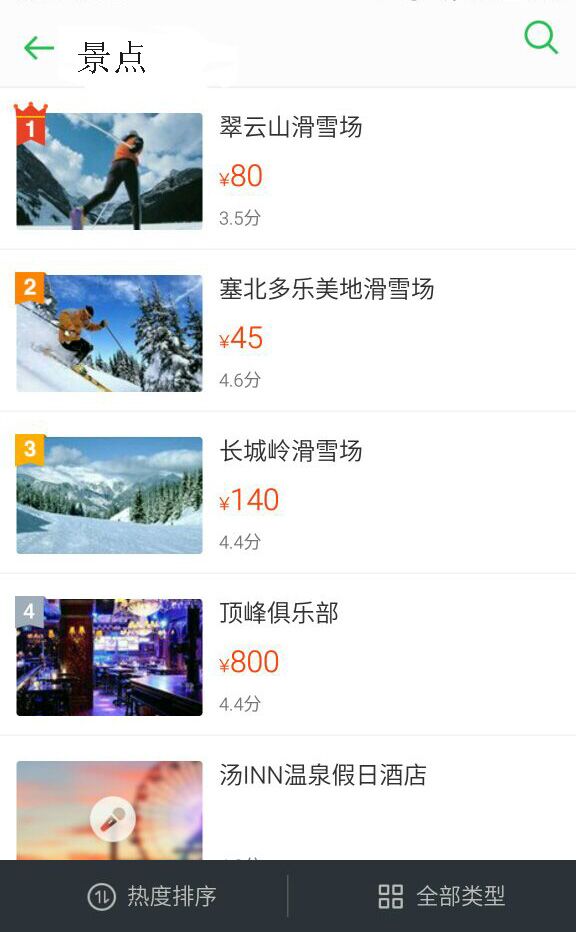 景点
1
翠云山滑雪场
¥80
3.5分
2
塞北多乐美地滑雪场
¥45
4.6分
3
长城岭滑雪场
¥140
4.4分
4
顶峰俱乐部
¥800
4.4分
汤INN温泉假日酒店
热度排序
全部类型